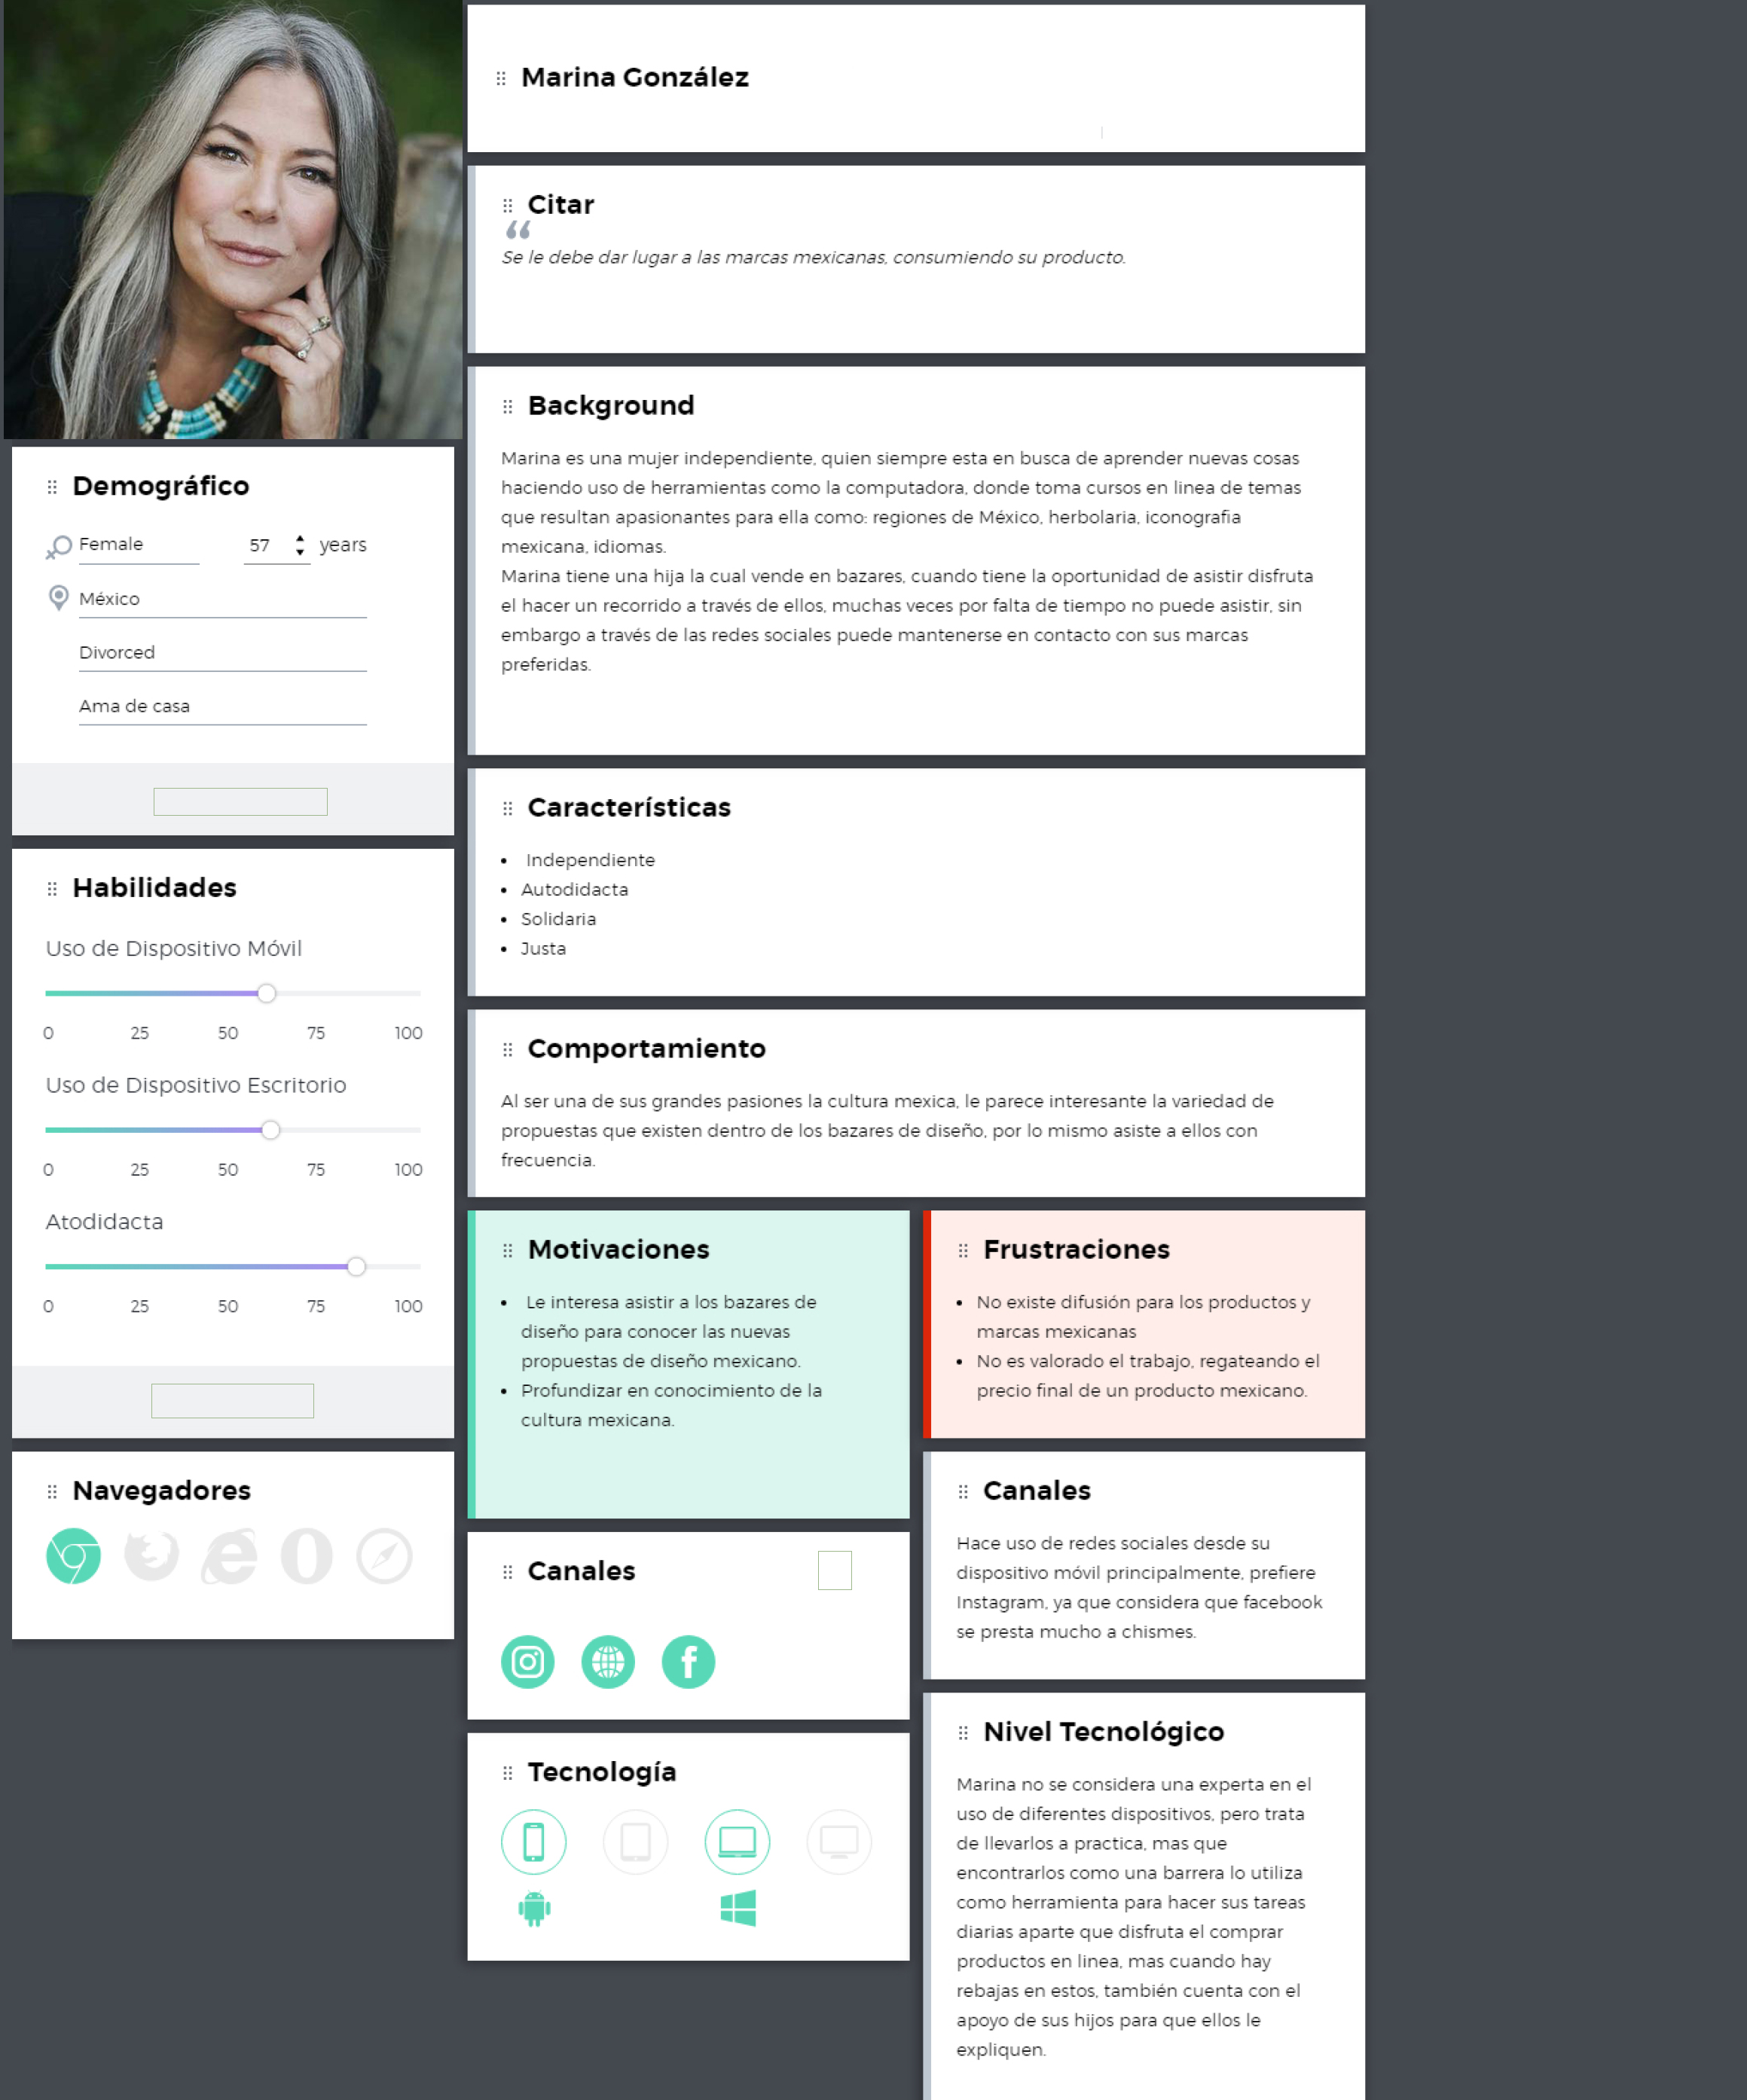 Marina González
Citar
“
Se le debe dar lugar a las marcas mexicanas, consumiendo su producto.
Background
Marina es una mujer independiente, quien siempre esta en busca de aprender nuevas cosas
haciendo uso de herramientas como la computadora, donde toma cursos en linea de temas
que resultan apasionantes para ella como: regiones de México, herbolaria, iconografia
mexicana, idiomas.
Marina tiene una hija la cual vende en bazares, cuando tiene la oportunidad de asistir disfruta
el hacer un recorrido a través de ellos, muchas veces por falta de tiempo no puede asistir, sin
embargo a través de las redes sociales puede mantenerse en contacto con sus marcas
preferidas.
Demográfico
Female 57 years
México
Divorced
Ama de casa
Características
• Independiente
• Autodidacta
• Solidaria
• Justa
Habilidades
Uso de Dispositivo Móvil
0 25 50 75 100
Uso de Dispositivo Escritorio
0 25 50 75 100
Atodidacta
0 25 50 75 100
Comportamiento
Al ser una de sus grandes pasiones la cultura mexica, le parece interesante la variedad de
propuestas que existen dentro de los bazares de diseño, por lo mismo asiste a ellos con
frecuencia.
Motivaciones
• Le interesa asistir a los bazares de
diseño para conocer las nuevas
propuestas de diseño mexicano.
• Profundizar en conocimiento de la
cultura mexicana.
Frustraciones
• No existe difusión para los productos y
marcas mexicanas
• No es valorado el trabajo, regateando el
precio final de un producto mexicano.
Navegadores
Canales
Canales
Hace uso de redes sociales desde su
dispositivo móvil principalmente, prefiere
Instagram, ya que considera que facebook
se presta mucho a chismes.
Tecnología
Nivel Tecnológico
Marina no se considera una experta en el
uso de diferentes dispositivos, pero trata
de llevarlos a practica, mas que
encontrarlos como una barrera lo utiliza
como herramienta para hacer sus tareas
diarias aparte que disfruta el comprar
productos en linea, mas cuando hay
rebajas en estos, también cuenta con el
apoyo de sus hijos para que ellos le
expliquen.